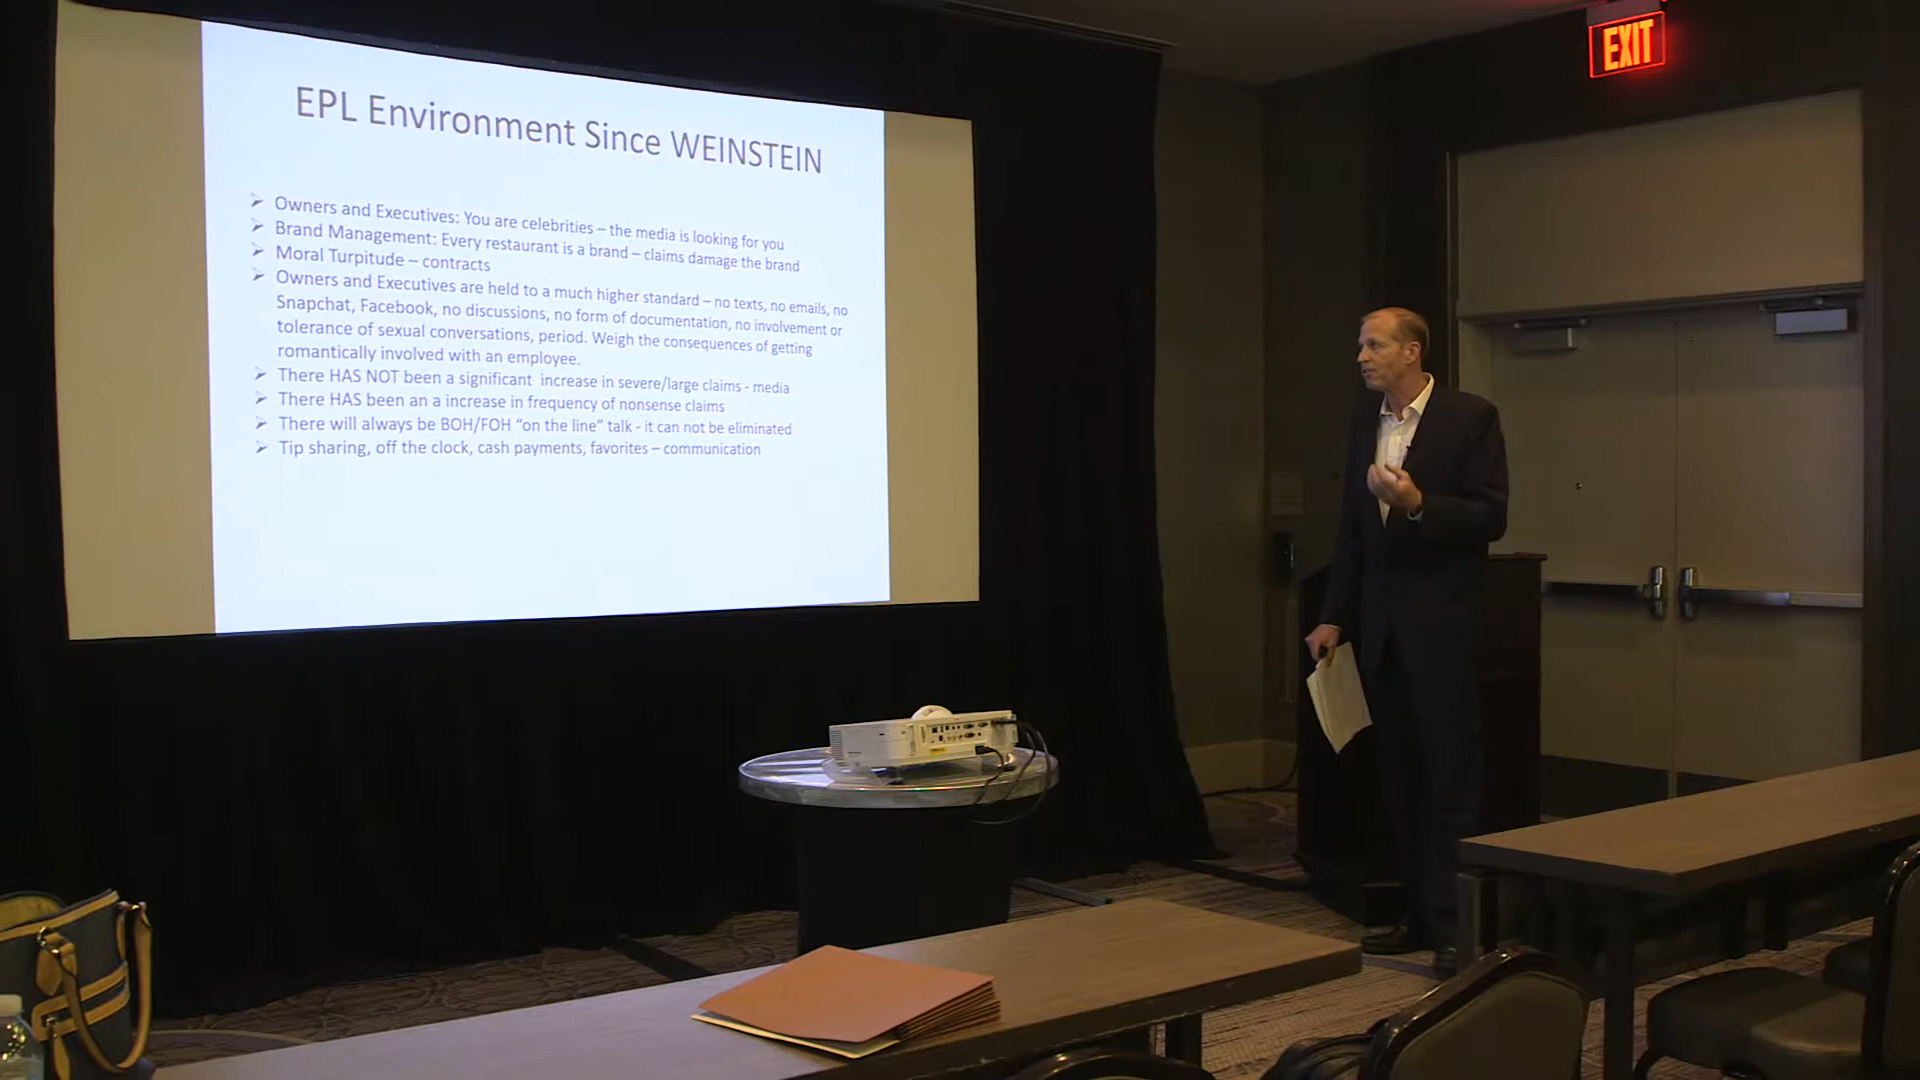 EPL Environment Since WEINSTEIN
Owners and Executives: You are celebrities – the media is looking for you
Brand Management: Every restaurant is a brand – claims damage the brand
Moral Turpitude – contracts
Owners and Executives are held to a much higher standard – no texts, no emails, no
Snapchat, Facebook, no discussions, no form of documentation, no involvement or
tolerance of sexual conversations, period. Weigh the consequences of getting
romantically involved with an employee.
There HAS NOT been a significant increase in severe/large claims - media
There HAS been an a increase in frequency of nonsense claims
There will always be BOH/FOH “on the line” talk - it can not be eliminated
Tip sharing, off the clock, cash payments, favorites – communication
EXIT